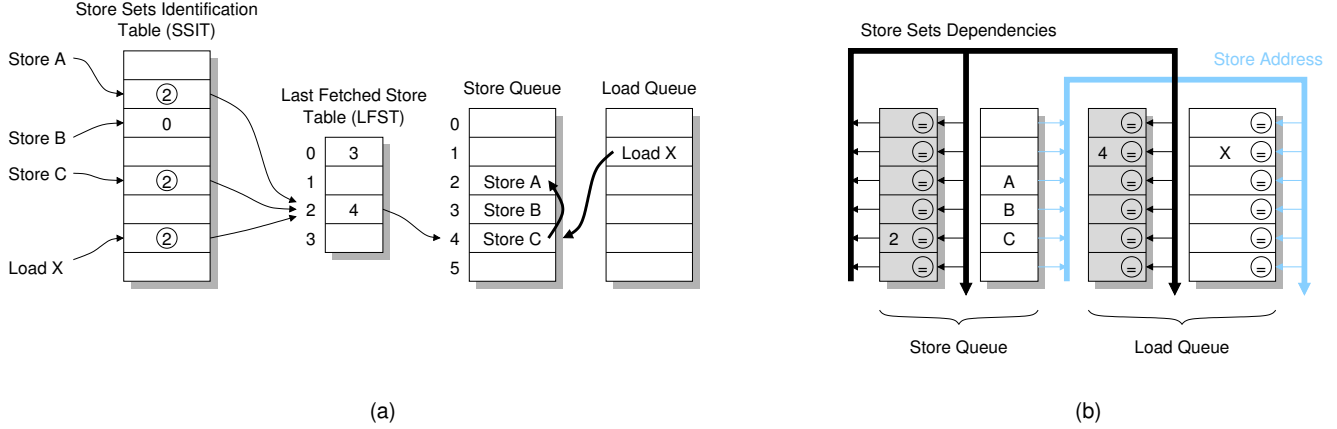 Store Sets Identification
Table (SSIT)
Store A
Store B
Store C
Load X
2
0
2
2
Last Fetched Store
Table (LFST)
0 3
1
2 4
3
Store Queue
0
1
2 Store A
3 Store B
4 Store C
5
Load Queue
Load X
(a)
Store Sets Dependencies
Store Address
=
=
=
=
2 =
=
A
B
C
=
4 =
=
=
=
=
=
X =
=
=
=
=
Store Queue
Load Queue
(b)